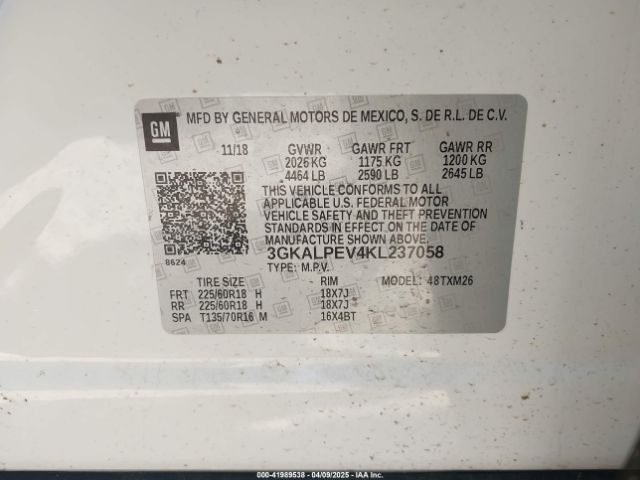 GM
MFD BY GENERAL MOTORS DE MEXICO, S. DE R.L. DE C.V.
11/18 GVWR GAWR FRT GAWR RR
2026 KG 1175 KG 1200 KG
4464 LB 2590 LB 2645 LB
THIS VEHICLE CONFORMS TO ALL
APPLICABLE U.S. FEDERAL MOTOR
VEHICLE SAFETY AND THEFT PREVENTION
STANDARDS IN EFFECT ON THE DATE OF
MANUFACTURE SHOWN ABOVE.
8624
3GKALPEV4KL237058
TYPE: M.P.V. MODEL: 48TXM26
TIRE SIZE RIM
FRT 225/60R18 H 18X7J
RR 225/60R18 H 18X7J
SPA T135/70R16 M 16X4BT
000-41989538 - 04/09/2025 - IAA Inc.